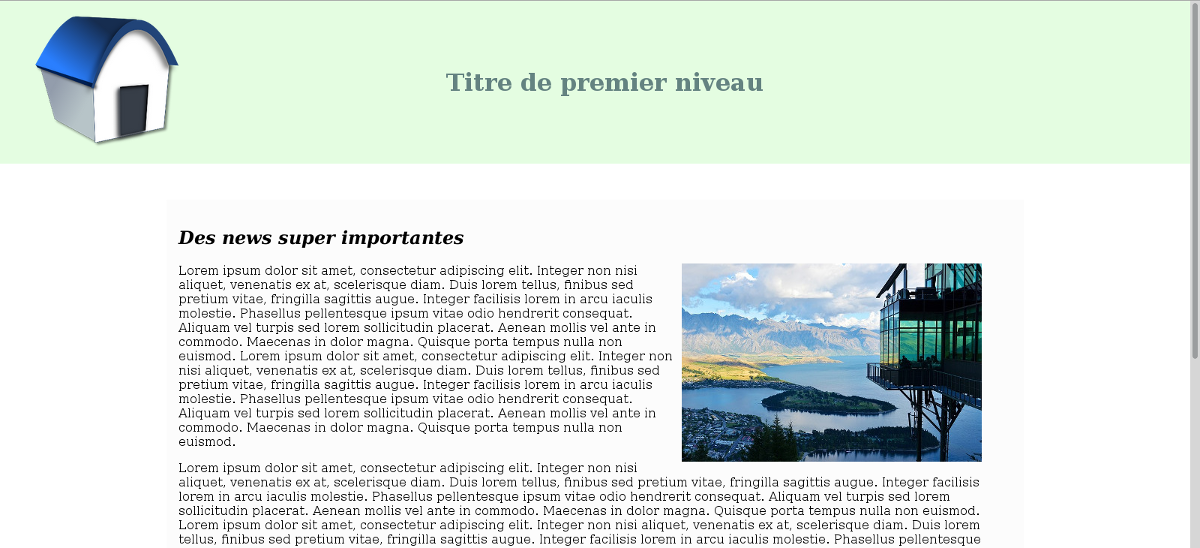 Titre de premier niveau
Des news super importantes
Lorem ipsum dolor sit amet, consectetur adipiscing elit. Integer non nisi
aliquet, venenatis ex at, scelerisque diam. Duis lorem tellus, finibus sed
pretium vitae, fringilla sagittis augue. Integer facilisis lorem in arcu iaculis
molestie. Phasellus pellentesque ipsum vitae odio hendrerit consequat.
Aliquam vel turpis sed lorem sollicitudin placerat. Aenean mollis vel ante in
commodo. Maecenas in dolor magna. Quisque porta tempus nulla non
euismod. Lorem ipsum dolor sit amet, consectetur adipiscing elit. Integer non
nisi aliquet, venenatis ex at, scelerisque diam. Duis lorem tellus, finibus sed
pretium vitae, fringilla sagittis augue. Integer facilisis lorem in arcu iaculis
molestie. Phasellus pellentesque ipsum vitae odio hendrerit consequat.
Aliquam vel turpis sed lorem sollicitudin placerat. Aenean mollis vel ante in
commodo. Maecenas in dolor magna. Quisque porta tempus nulla non
euismod.
Lorem ipsum dolor sit amet, consectetur adipiscing elit. Integer non nisi
aliquet, venenatis ex at, scelerisque diam. Duis lorem tellus, finibus sed pretium vitae, fringilla sagittis augue. Integer facilisis
lorem in arcu iaculis molestie. Phasellus pellentesque ipsum vitae odio hendrerit consequat. Aliquam vel turpis sed lorem
sollicitudin placerat. Aenean mollis vel ante in commodo. Maecenas in dolor magna. Quisque porta tempus nulla non euismod.
Lorem ipsum dolor sit amet, consectetur adipiscing elit. Integer non nisi aliquet, venenatis ex at, scelerisque diam. Duis lorem
tellus, finibus sed pretium vitae, fringilla sagittis augue. Integer facilisis lorem in arcu iaculis molestie. Phasellus pellentesque